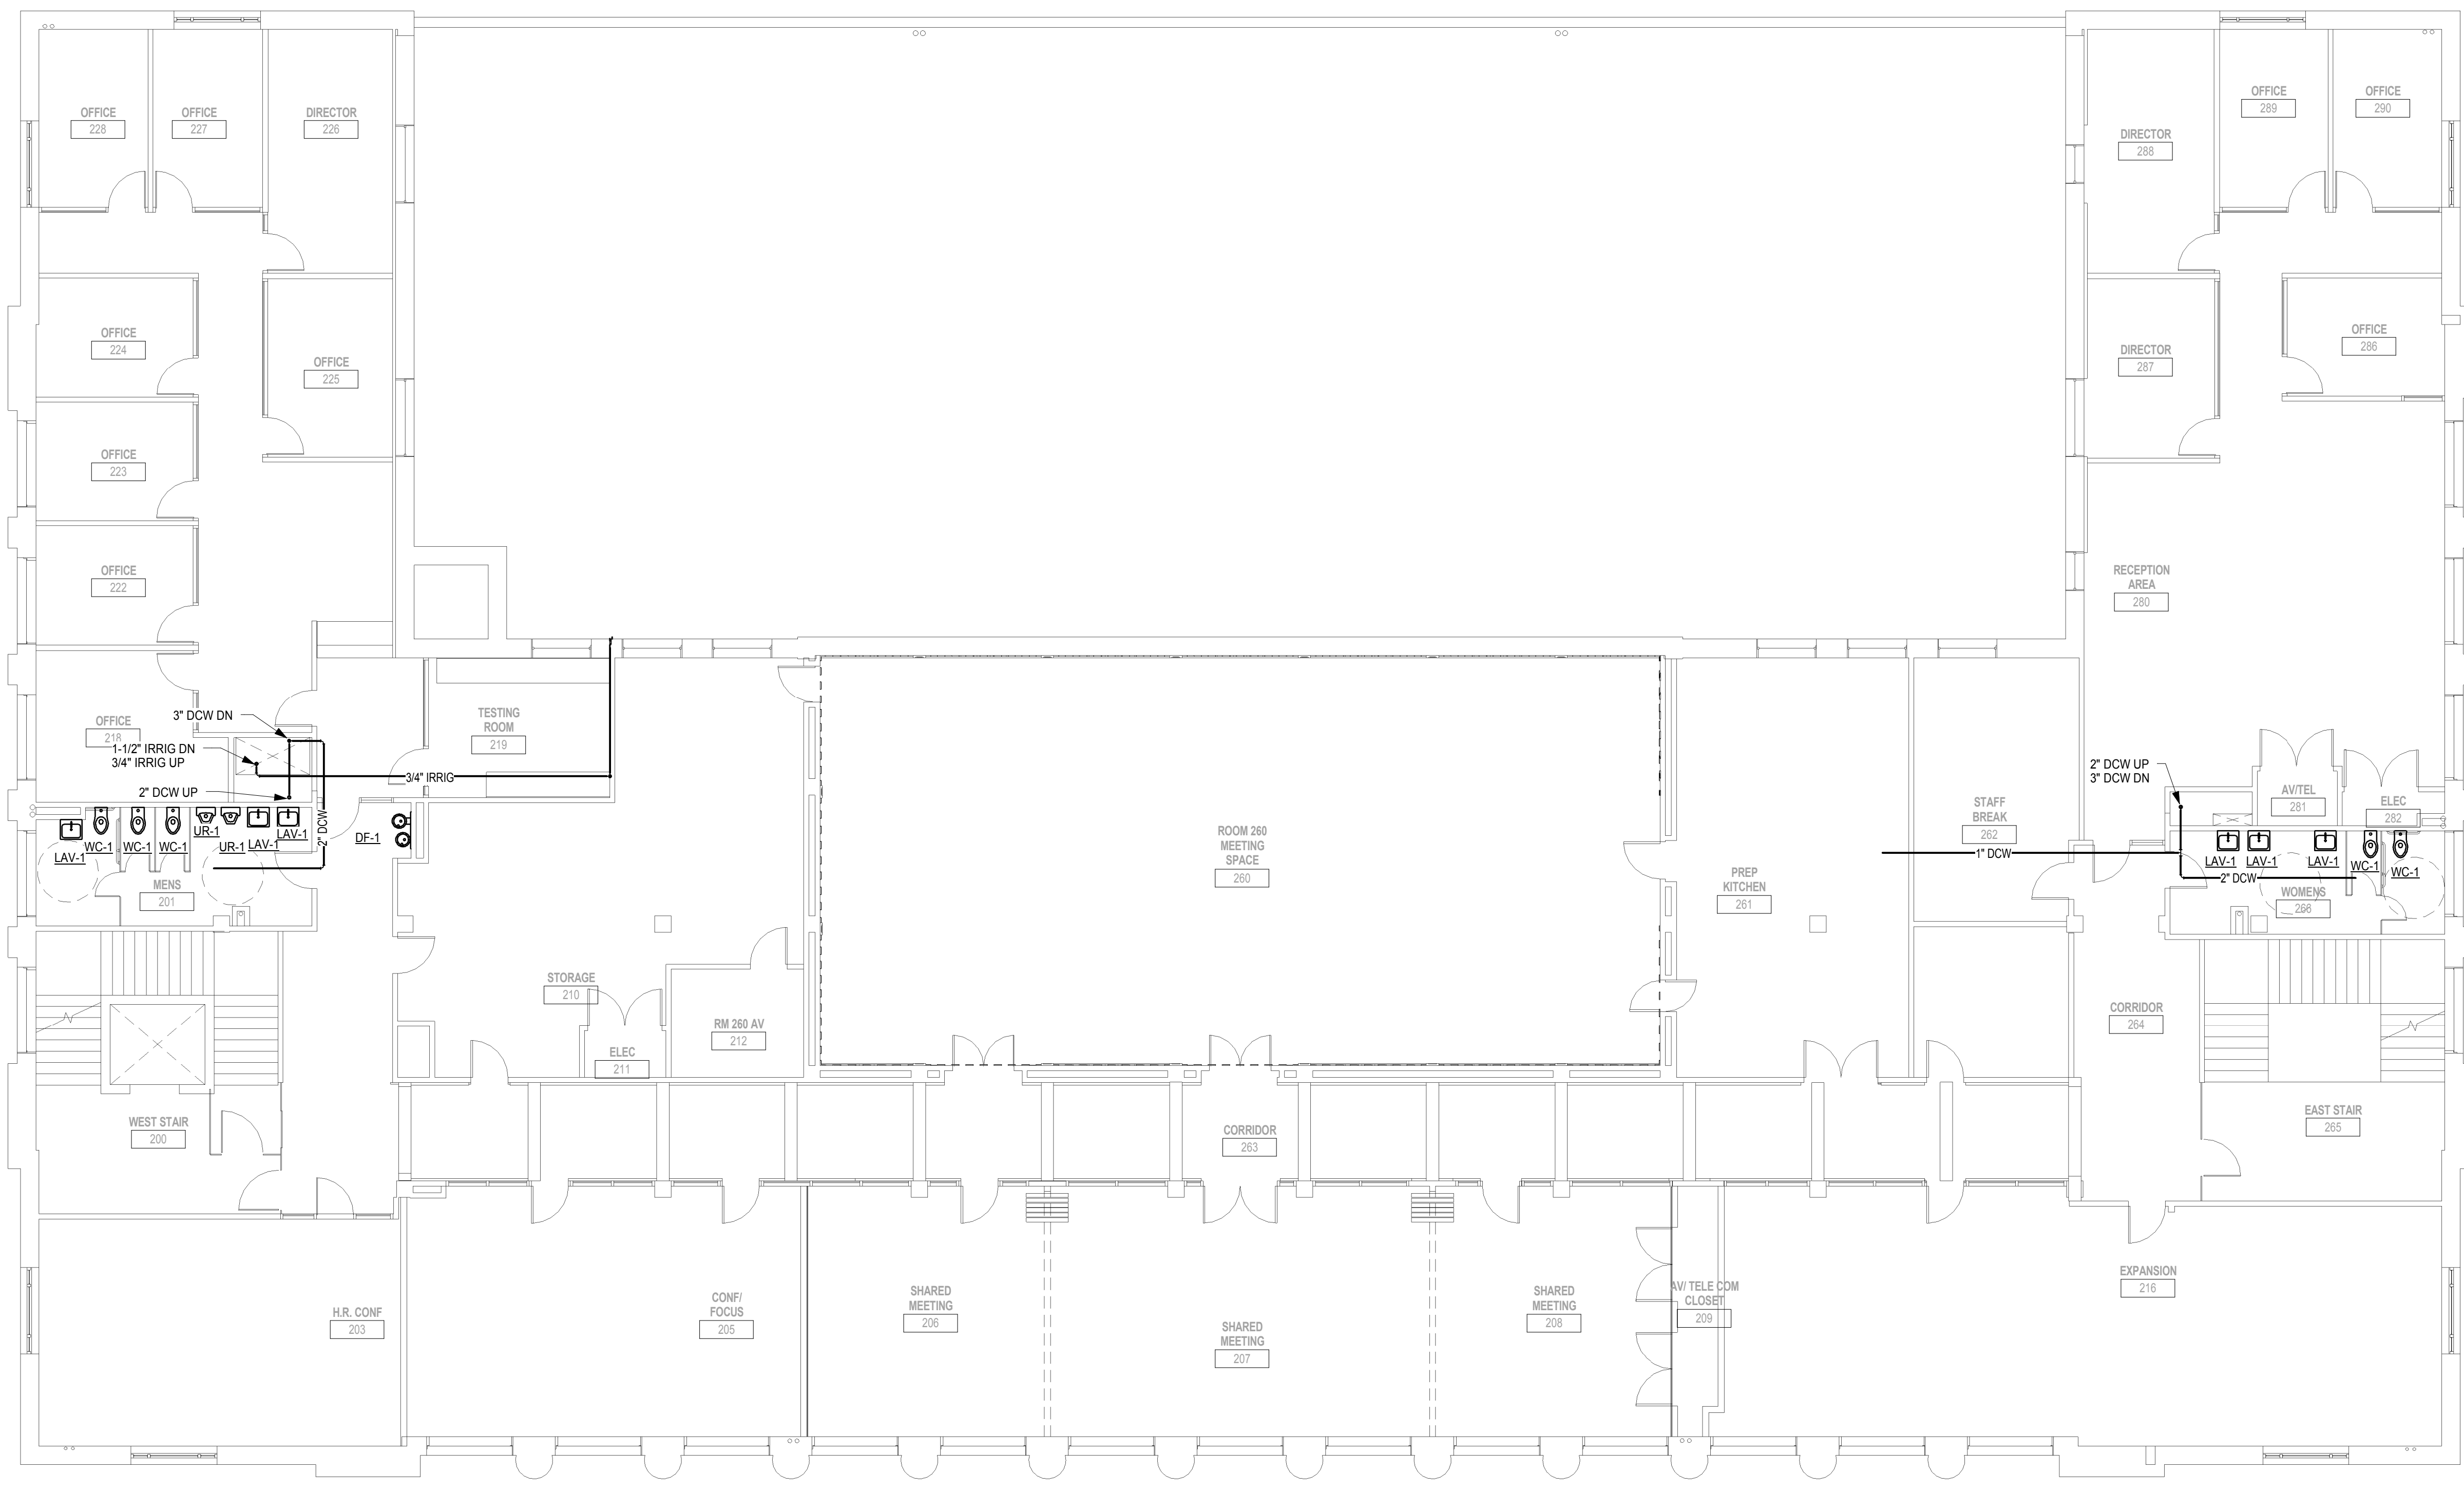 OFFICE
228
OFFICE
227
DIRECTOR
226
OFFICE
289
OFFICE
290
DIRECTOR
288
OFFICE
224
OFFICE
225
DIRECTOR
287
OFFICE
286
OFFICE
223
OFFICE
222
RECEPTION
AREA
280
OFFICE
218
3" DCW DN
1-1/2" IRRIG DN
3/4" IRRIG UP
2" DCW UP
3/4" IRRIG
2" DCW
TESTING
ROOM
219
2" DCW UP
3" DCW DN
AV/TEL
281
ELEC
282
LAV-1
WC-1
WC-1
WC-1
UR-1
UR-1
LAV-1
LAV-1
DF-1
MENS
201
ROOM 260
MEETING
SPACE
260
PREP
KITCHEN
261
STAFF
BREAK
262
1" DCW
LAV-1
LAV-1
LAV-1
WC-1
WC-1
2" DCW
WOMENS
266
STORAGE
210
RM 260 AV
212
ELEC
211
CORRIDOR
264
WEST STAIR
200
CORRIDOR
263
EAST STAIR
265
H.R. CONF
203
CONF/
FOCUS
205
SHARED
MEETING
206
SHARED
MEETING
207
SHARED
MEETING
208
AV/ TELE COM
CLOSET
209
EXPANSION
216